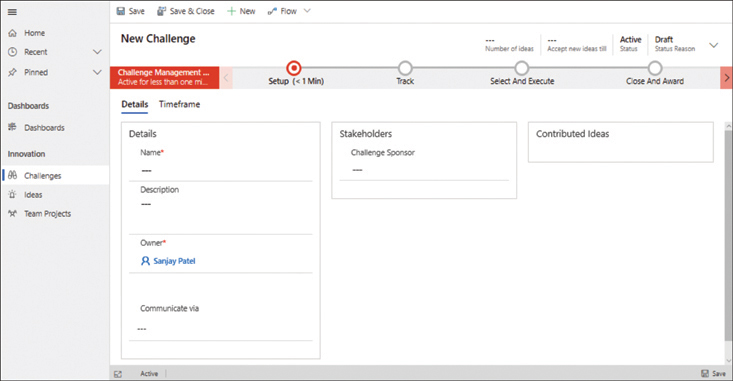 Save
Save & Close
New
Flow
Home
Recent
Pinned
Dashboards
Dashboards
Innovation
Challenges
Ideas
Team Projects
New Challenge
---
Number of ideas
---
Accept new ideas till
Active
Status
Draft
Status Reason
Challenge Management ...
Active for less than one mi...
Setup (< 1 Min)
Track
Select And Execute
Close And Award
Details
Timeframe
Details
Name*
---
Description
---
Owner*
Sanjay Patel
Communicate via
---
Stakeholders
Challenge Sponsor
---
Contributed Ideas
Active
Save